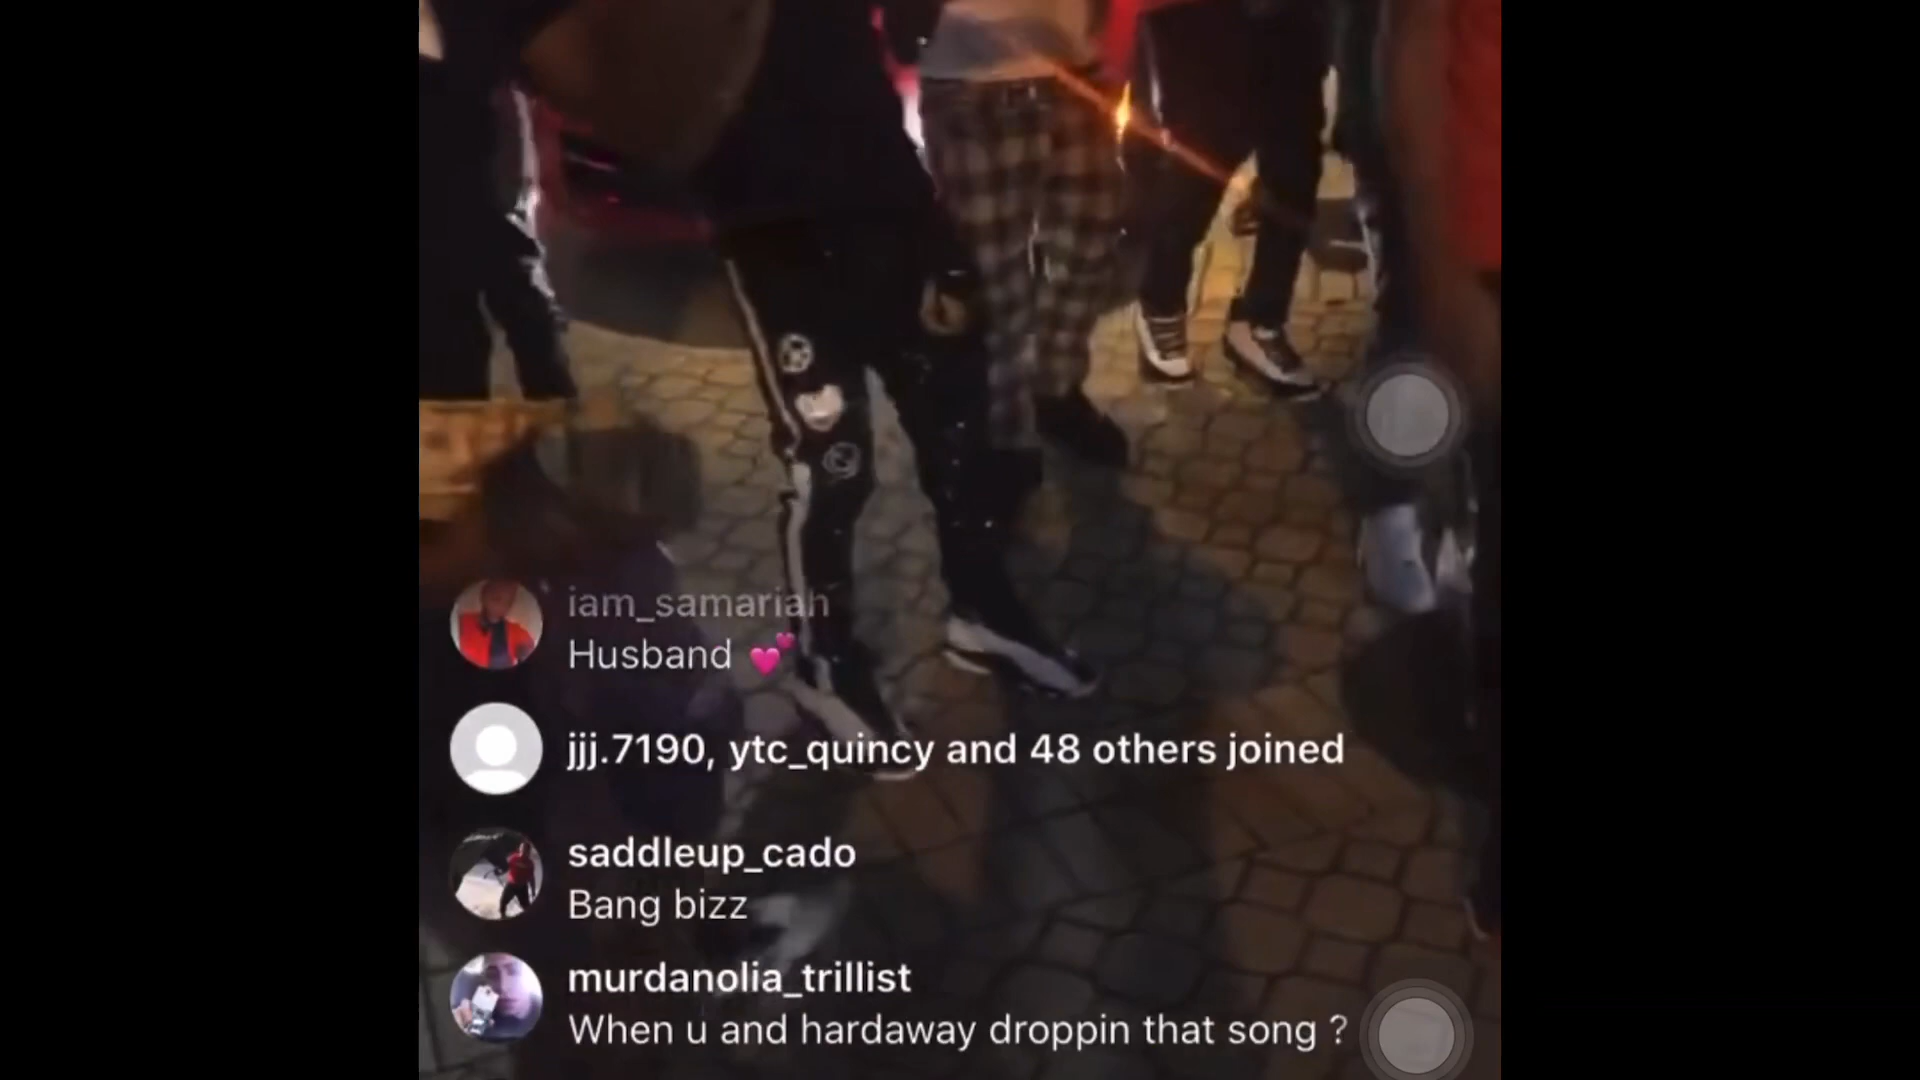 iam_samariah
Husband 💕
jjj.7190, ytc_quincy and 48 others joined
saddleup_cado
Bang bizz
murdanolia_trillist
When u and hardaway droppin that song ?